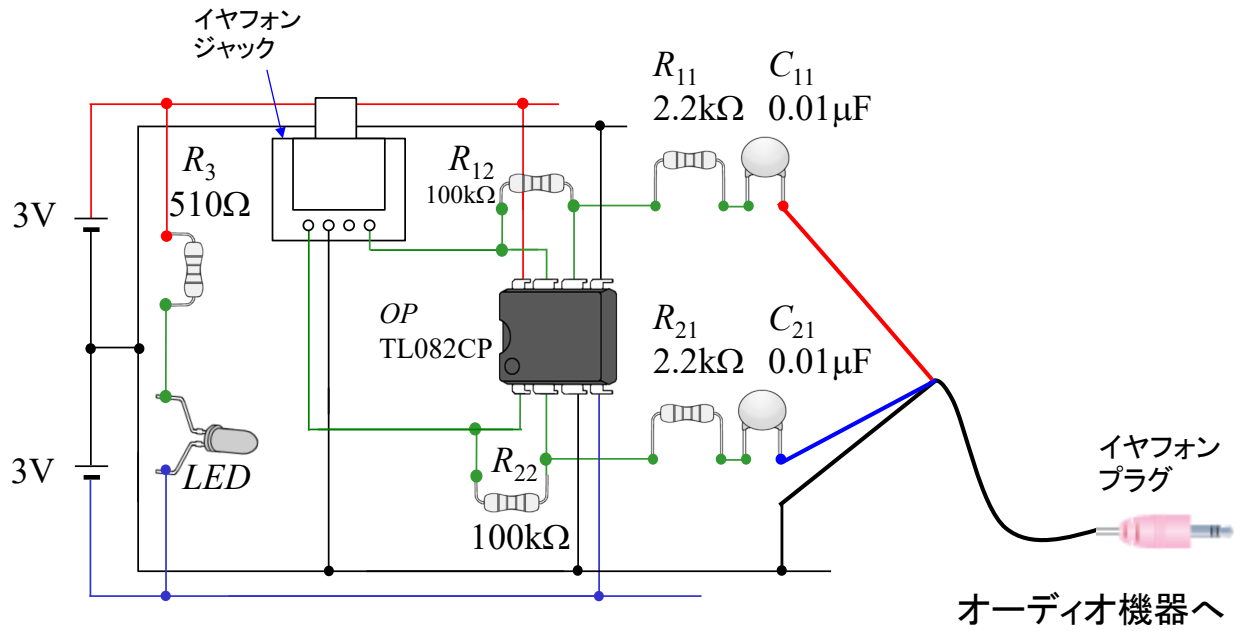 イヤフォン
ジャック
R₁₁
2.2kΩ
C₁₁
0.01μF
R₃
510Ω
R₁₂
100kΩ
3V
OP
TL082CP
R₂₁
2.2kΩ
C₂₁
0.01μF
3V
LED
R₂₂
100kΩ
イヤフォン
プラグ
オーディオ機器へ